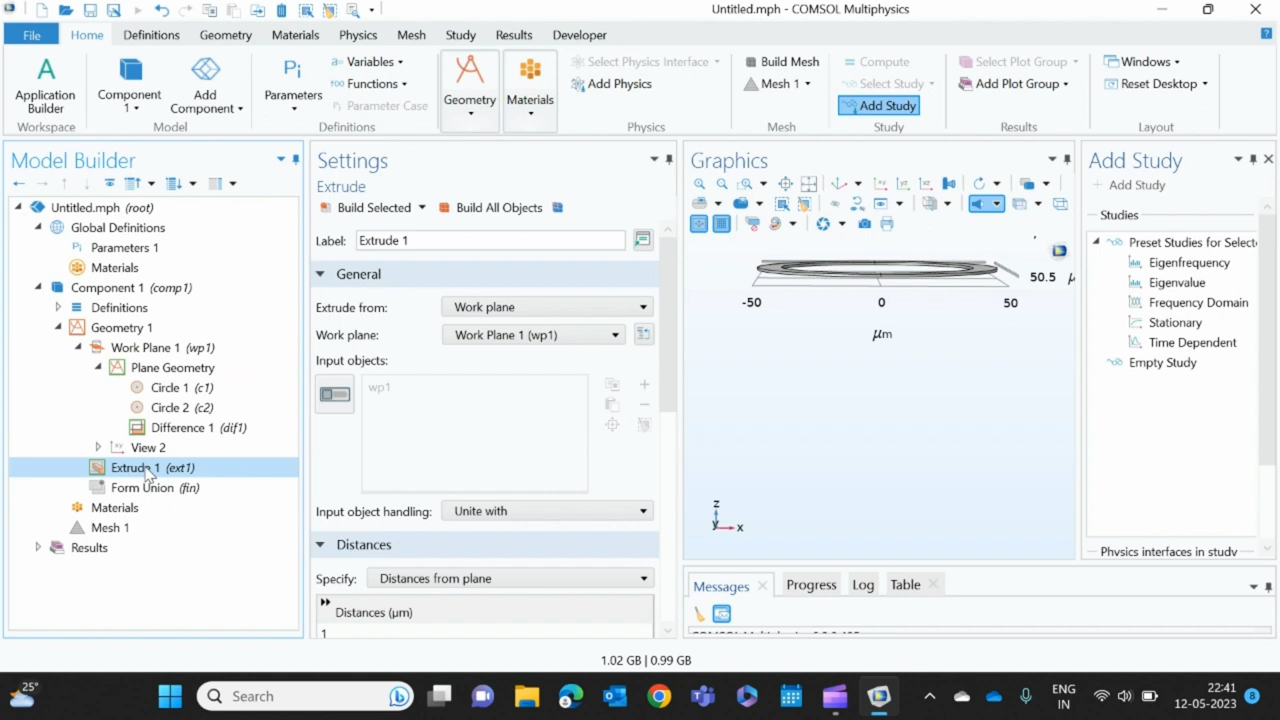 Untitled.mph - COMSOL Multiphysics
File Home Definitions Geometry Materials Physics Mesh Study Results Developer
Application Builder
Workspace
Component 1
Add Component
Model
Pi
Parameters
a= Variables
f(x) Functions
Parameter Case
Definitions
Geometry
Materials
Select Physics Interface
Add Physics
Physics
Build Mesh
Mesh 1
Mesh
Compute
Select Study
Add Study
Study
Select Plot Group
Add Plot Group
Results
Windows
Reset Desktop
Layout
Model Builder
Untitled.mph (root)
Global Definitions
Pi Parameters 1
Materials
Component 1 (comp1)
Definitions
Geometry 1
Work Plane 1 (wp1)
Plane Geometry
Circle 1 (c1)
Circle 2 (c2)
Difference 1 (dif1)
View 2
Extrude 1 (ext1)
Form Union (fin)
Materials
Mesh 1
Results
Settings
Extrude
Build Selected Build All Objects
Label: Extrude 1
General
Extrude from: Work plane
Work plane: Work Plane 1 (wp1)
Input objects:
wp1
Input object handling: Unite with
Distances
Specify: Distances from plane
Distances (μm)
1
Graphics
50.5 μ
-50 0 50
μm
z
y x
Messages Progress Log Table
1.02 GB | 0.99 GB
Add Study
+ Add Study
Studies
Preset Studies for Selecte
Eigenfrequency
Eigenvalue
Frequency Domain
Stationary
Time Dependent
Empty Study
Physics interfaces in study
25°
Search
ENG
IN
22:41
12-05-2023
8